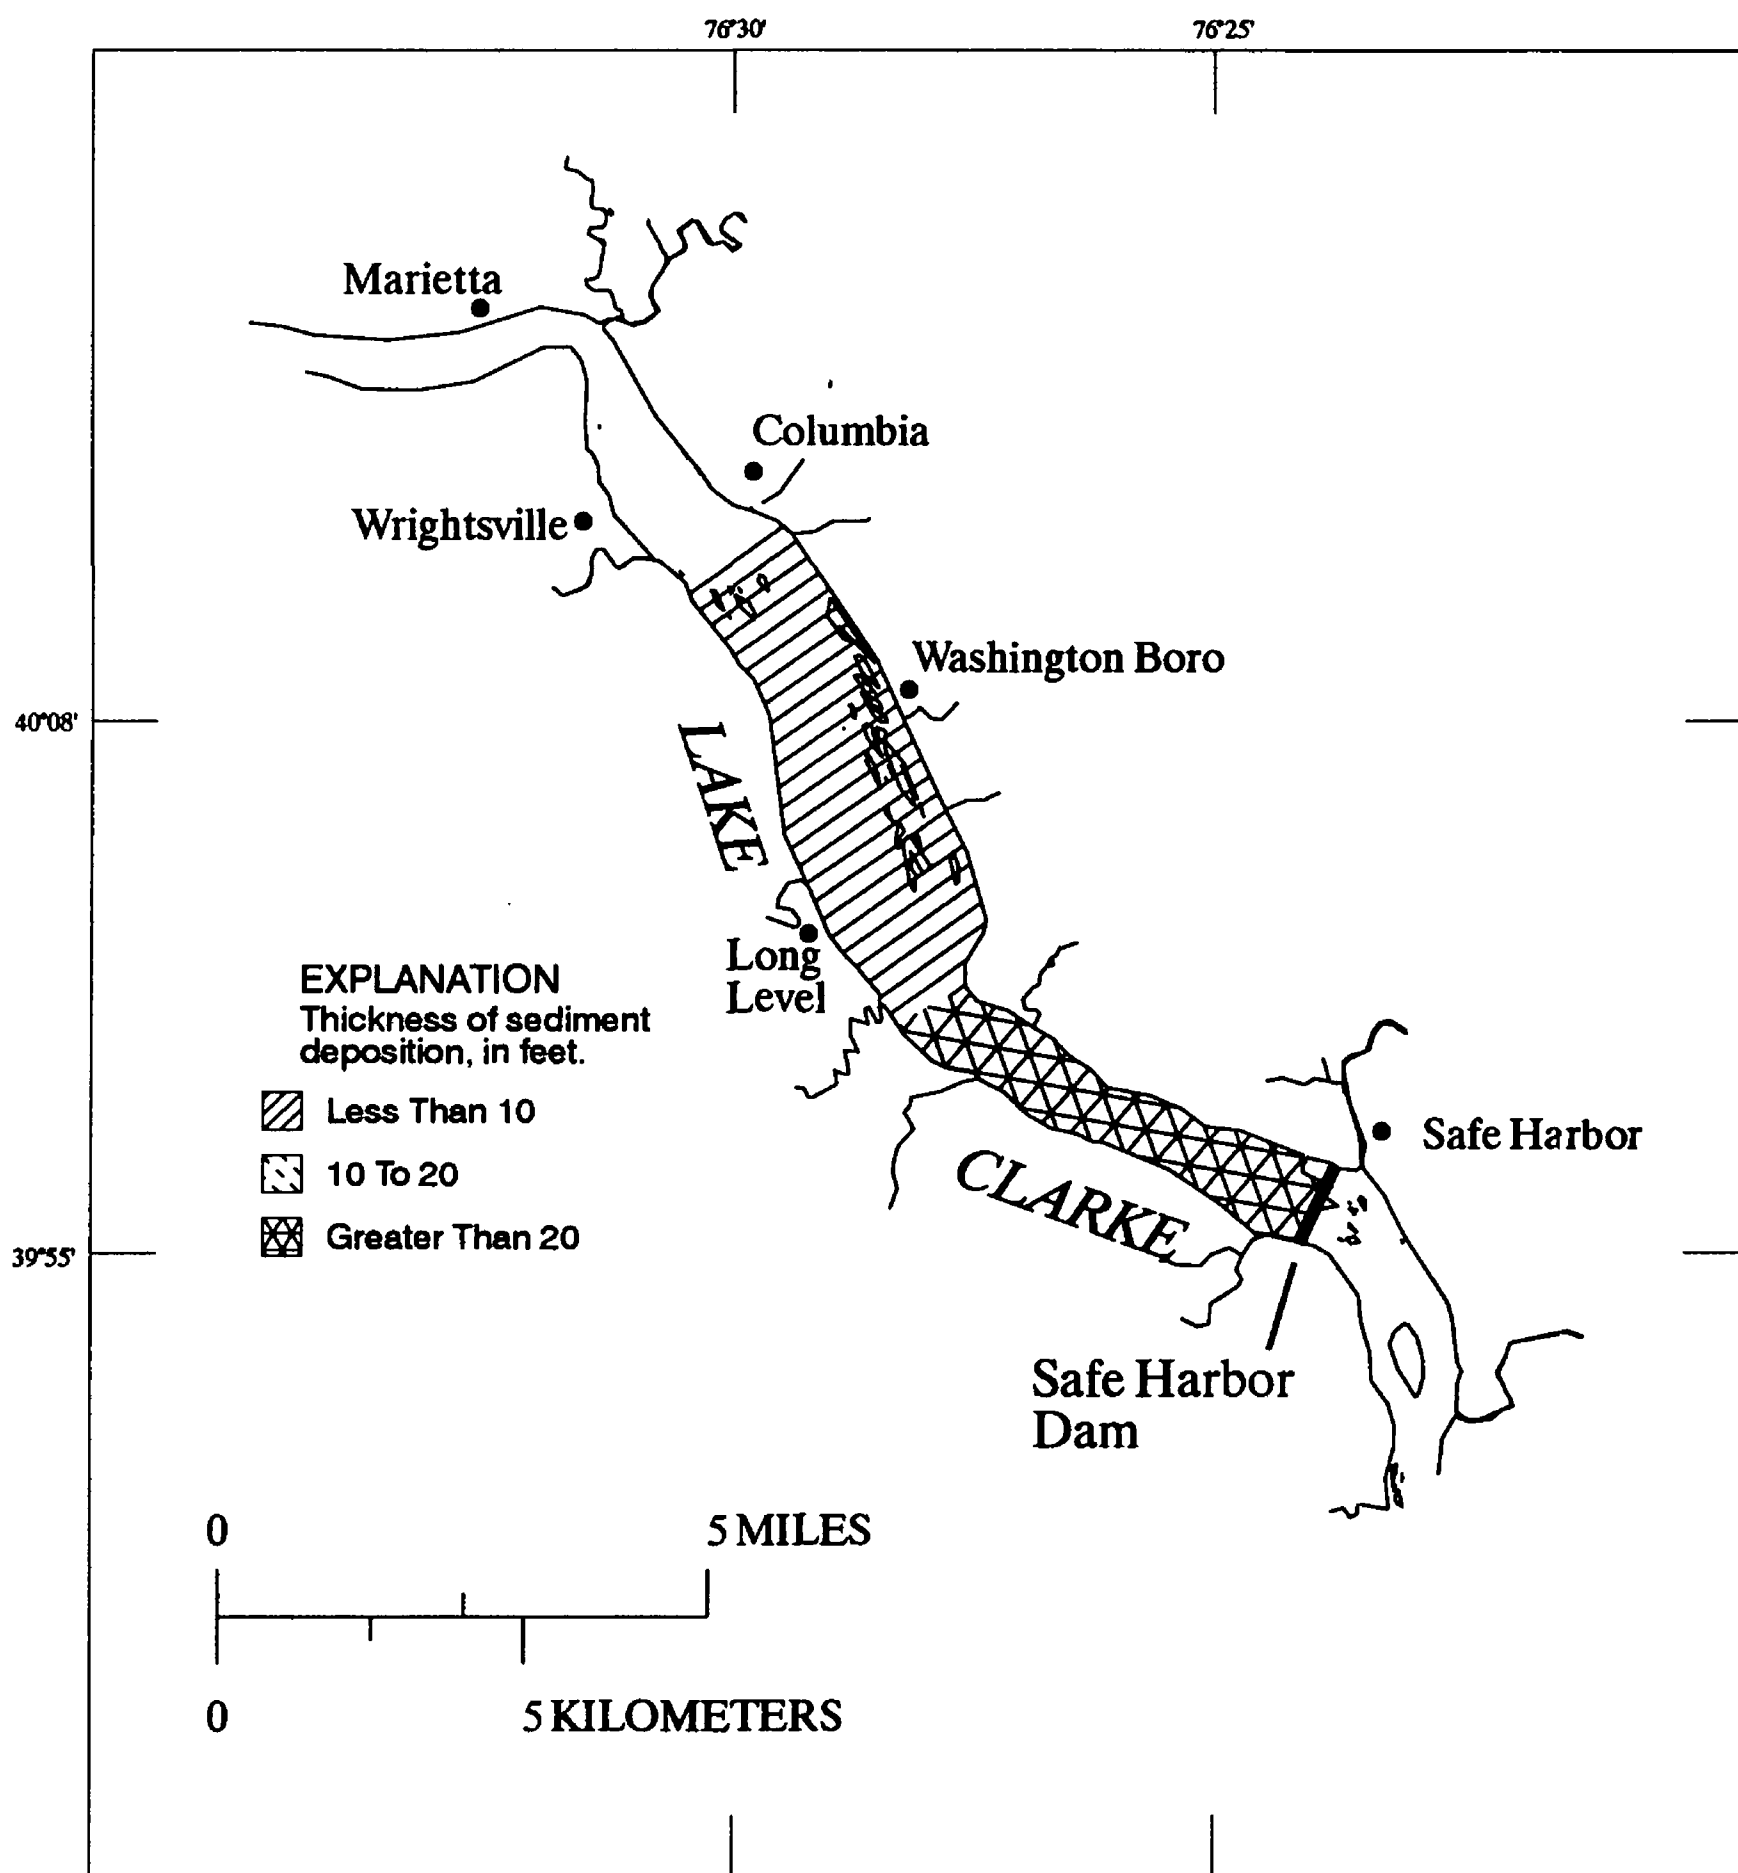 76°30'
76°25'
Marietta
Columbia
Wrightsville
Washington Boro
40°08'
LAKE
Long
Level
EXPLANATION
Thickness of sediment
deposition, in feet.
Less Than 10
10 To 20
Greater Than 20
Safe Harbor
CLARKE
39°55'
Safe Harbor
Dam
0 5 MILES
0 5 KILOMETERS